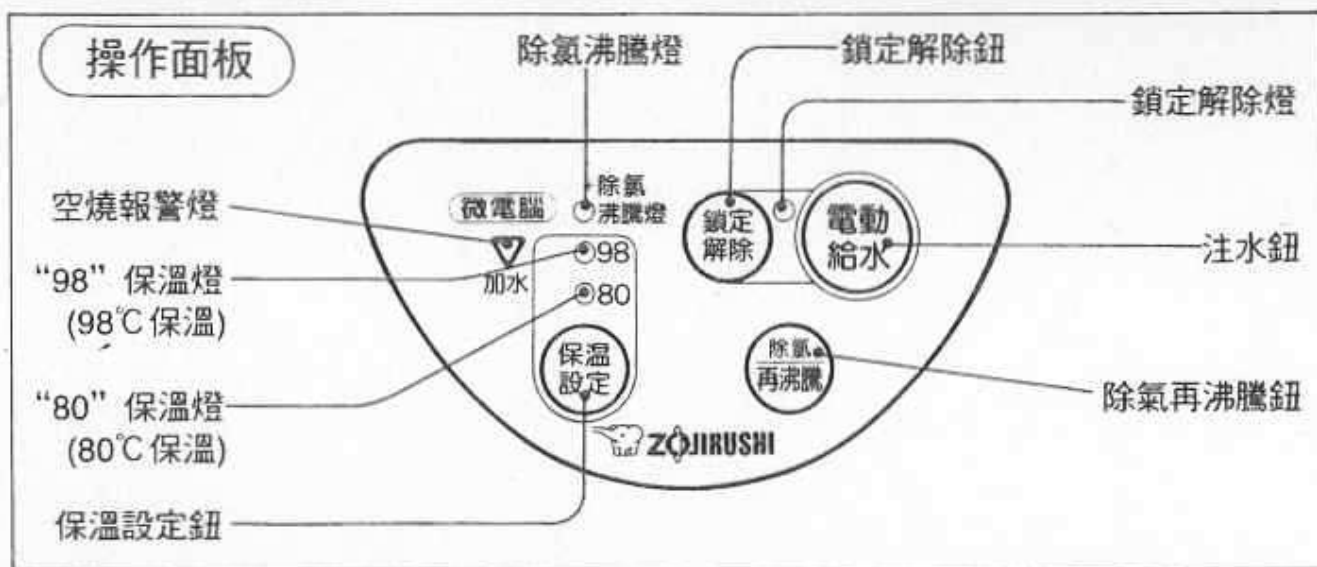 操作面板
除氯沸騰燈
鎖定解除鈕
鎖定解除燈
空燒報警燈
“98” 保溫燈
(98℃保溫)
“80” 保溫燈
(80℃保溫)
保溫設定鈕
微電腦
除氯
沸騰燈
加水
98
80
保溫
設定
鎖定
解除
電動
給水
除氯
再沸騰
ZOJIRUSHI
注水鈕
除氣再沸騰鈕